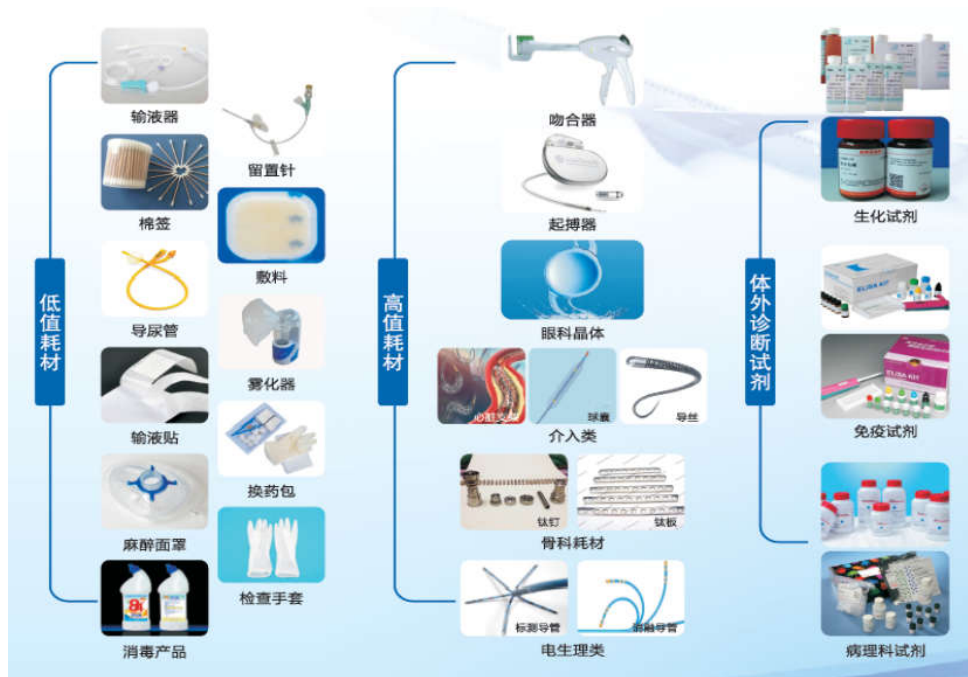 低值耗材
输液器
留置针
棉签
敷料
导尿管
雾化器
输液贴
换药包
麻醉面罩
检查手套
消毒产品
高值耗材
吻合器
起搏器
眼科晶体
球囊
导丝
介入类
钛钉
钛板
骨科耗材
标测导管
消融导管
电生理类
体外诊断试剂
生化试剂
ELISA KIT
ELISA KIT
免疫试剂
病理科试剂